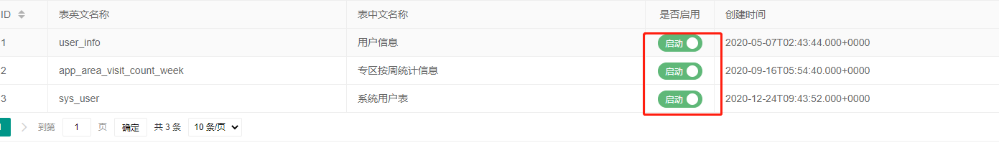 ID 表英文名称 表中文名称 是否启用 创建时间
1 user_info 用户信息 启动 2020-05-07T02:43:44.000+0000
2 app_area_visit_count_week 专区按周统计信息 启动 2020-09-16T05:54:40.000+0000
3 sys_user 系统用户表 启动 2020-12-24T09:43:52.000+0000
到第 1 页 确定 共 3 条 10 条/页